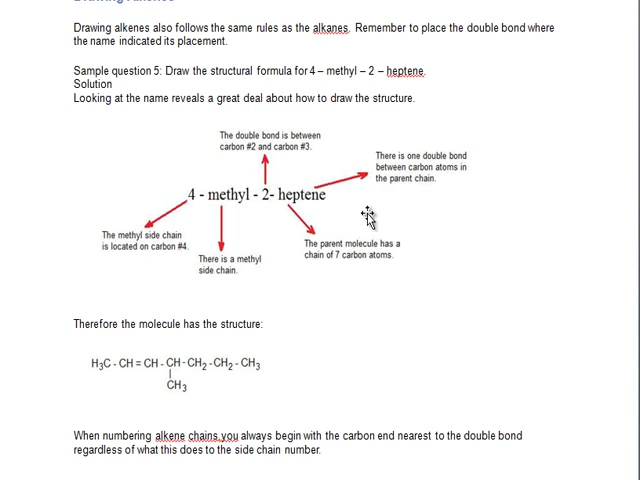 Drawing alkenes also follows the same rules as the alkanes. Remember to place the double bond where
the name indicated its placement.
Sample question 5: Draw the structural formula for 4 – methyl – 2 – heptene.
Solution
Looking at the name reveals a great deal about how to draw the structure.
The double bond is between
carbon #2 and carbon #3.
There is one double bond
between carbon atoms in
the parent chain.
4 - methyl - 2- heptene
The methyl side chain
is located on carbon #4.
There is a methyl
side chain.
The parent molecule has a
chain of 7 carbon atoms.
Therefore the molecule has the structure:
H3C - CH = CH - CH - CH2 - CH2 - CH3
|
CH3
When numbering alkene chains,you always begin with the carbon end nearest to the double bond
regardless of what this does to the side chain number.